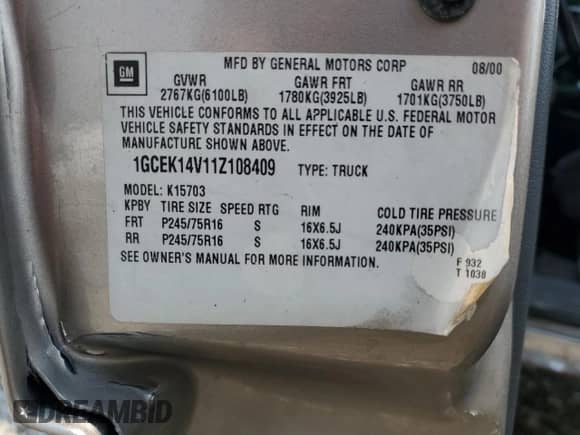 GM
MFD BY GENERAL MOTORS CORP 08/00
GVWR GAWR FRT GAWR RR
2767KG(6100LB) 1780KG(3925LB) 1701KG(3750LB)
THIS VEHICLE CONFORMS TO ALL APPLICABLE U.S. FEDERAL MOTOR
VEHICLE SAFETY STANDARDS IN EFFECT ON THE DATE OF
MANUFACTURE SHOWN ABOVE.
1GCEK14V11Z108409 TYPE: TRUCK
MODEL: K15703
KPBY TIRE SIZE SPEED RTG RIM COLD TIRE PRESSURE
FRT P245/75R16 S 16X6.5J 240KPA(35PSI)
RR P245/75R16 S 16X6.5J 240KPA(35PSI)
SEE OWNER'S MANUAL FOR MORE INFORMATION.
F 932
T 1038
DREAMBID